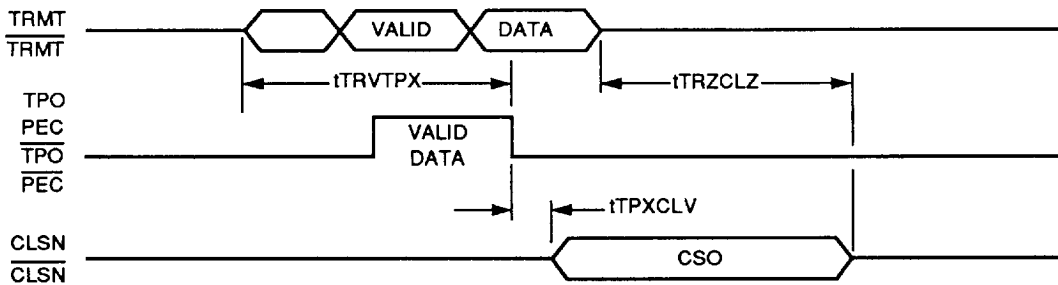 TRMT
TRMT
VALID DATA
tTRVTPX
tTRZCLZ
TPO
PEC
TPO
PEC
VALID
DATA
tTPXCLV
CLSN
CLSN
CSO